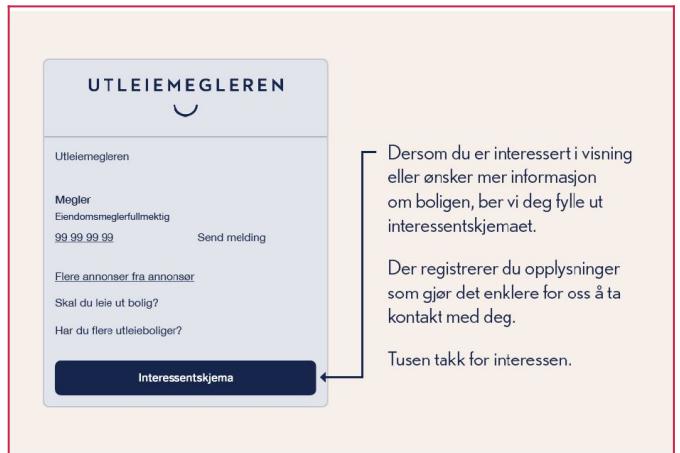 UTLEIEMEGLEREN
Utleiemegleren
Megler
Eiendomsmeglerfullmektig
99 99 99 99 Send melding
Flere annonser fra annonsør
Skal du leie ut bolig?
Har du flere utleieboliger?
Interessentskjema
Dersom du er interessert i visning
eller ønsker mer informasjon
om boligen, ber vi deg fylle ut
interessentskjemaet.
Der registrerer du opplysninger
som gjør det enklere for oss å ta
kontakt med deg.
Tusen takk for interessen.